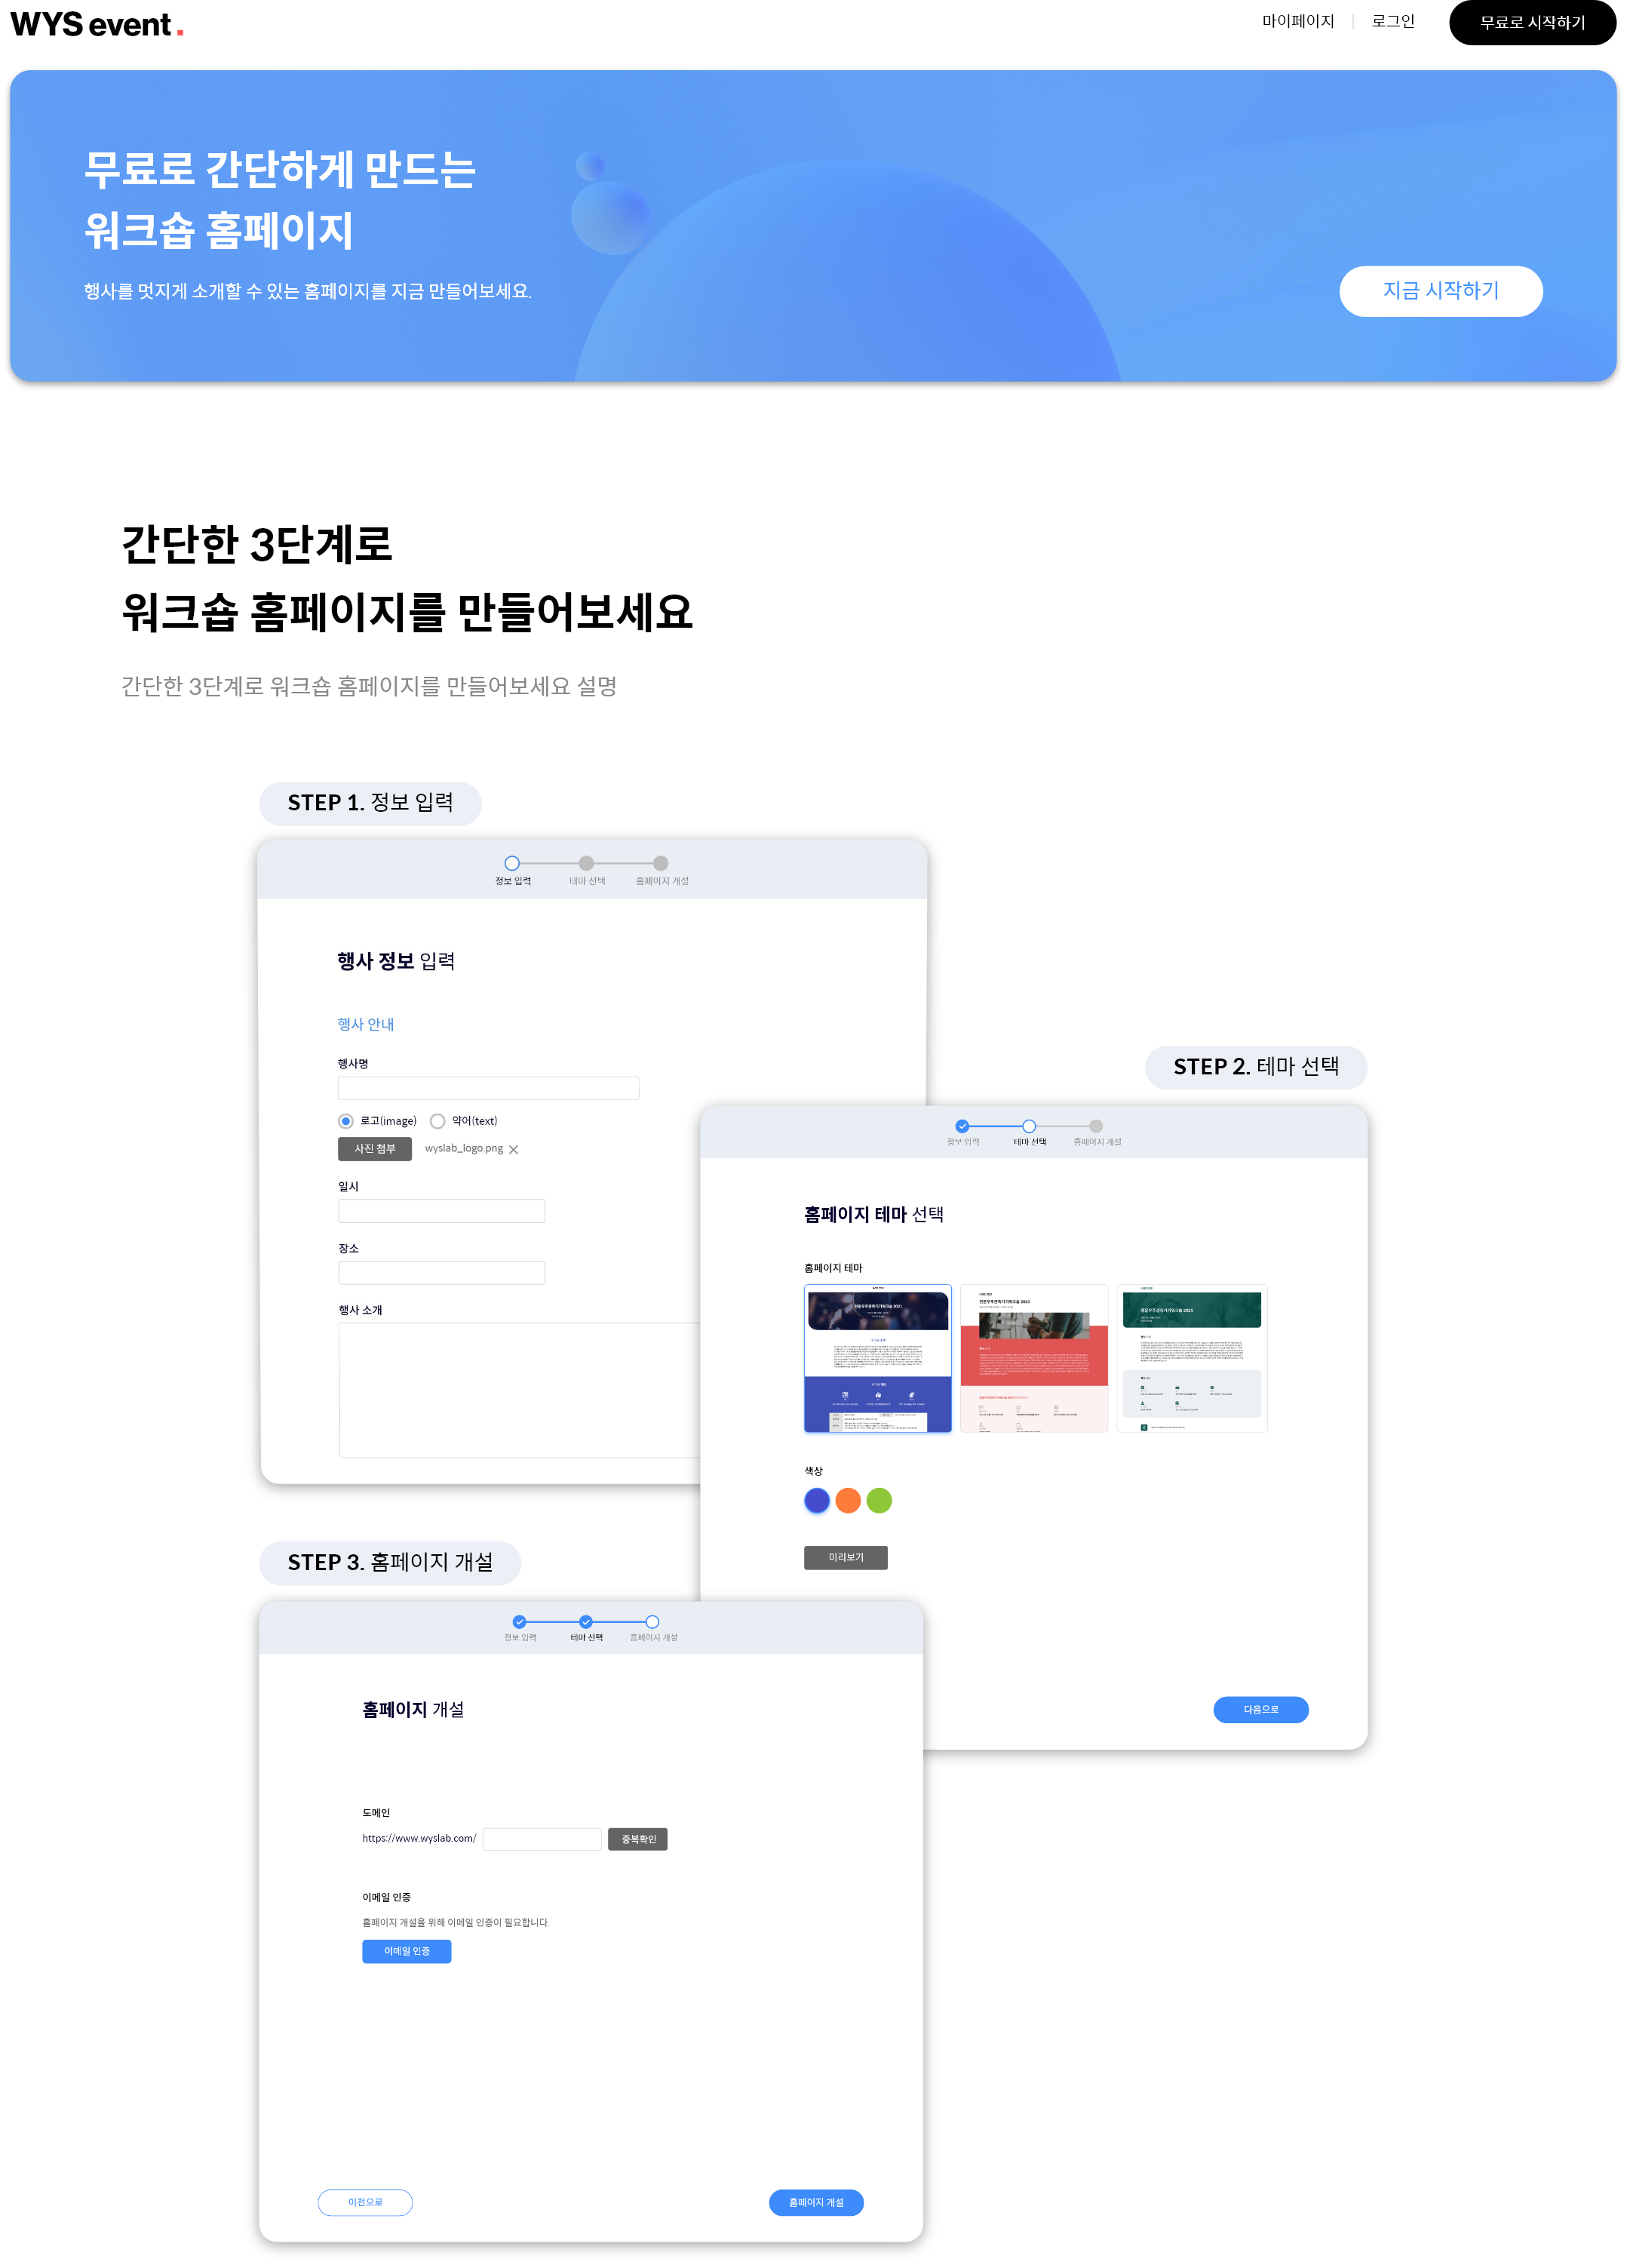 WYS event.
마이페이지
로그인
무료로 시작하기
무료로 간단하게 만드는
워크숍 홈페이지
행사를 멋지게 소개할 수 있는 홈페이지를 지금 만들어보세요.
지금 시작하기
간단한 3단계로
워크숍 홈페이지를 만들어보세요
간단한 3단계로 워크숍 홈페이지를 만들어보세요 설명
STEP 1. 정보 입력
정보 입력
테마 선택
홈페이지 개설
행사 정보 입력
행사 안내
행사명
로고(image)
약어(text)
사진 첨부
wyslab_logo.png
일시
장소
행사 소개
STEP 2. 테마 선택
정보 입력
테마 선택
홈페이지 개설
홈페이지 테마 선택
홈페이지 테마
색상
미리보기
다음으로
STEP 3. 홈페이지 개설
정보 입력
테마 선택
홈페이지 개설
홈페이지 개설
도메인
https://www.wyslab.com/
중복확인
이메일 인증
홈페이지 개설을 위해 이메일 인증이 필요합니다.
이메일 인증
이전으로
홈페이지 개설